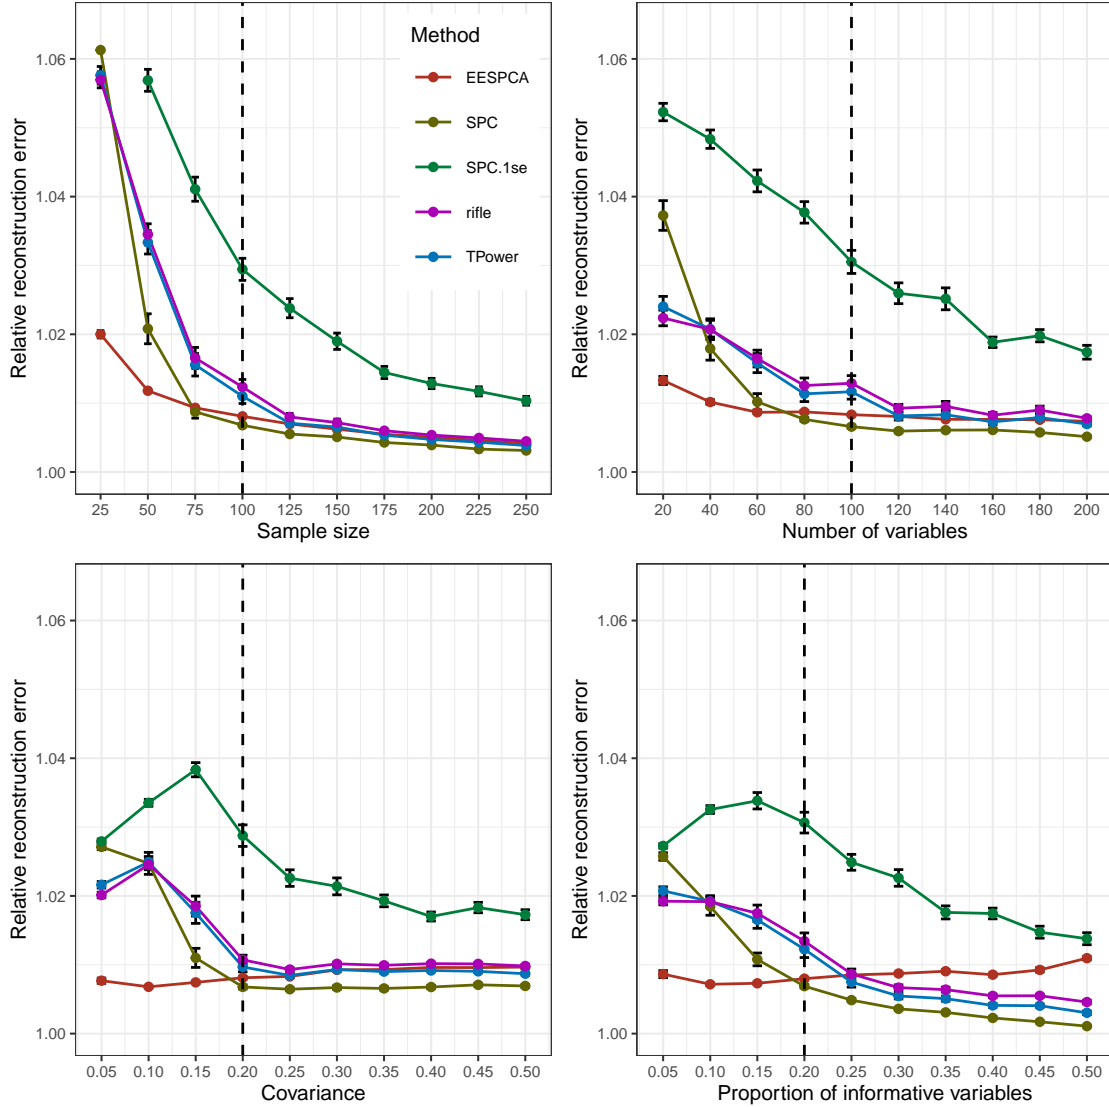 Relative reconstruction error
1.06
1.04
1.02
1.00
Method
EESPCA
SPC
SPC.1se
rifle
TPower
25 50 75 100 125 150 175 200 225 250
Sample size
Relative reconstruction error
1.06
1.04
1.02
1.00
20 40 60 80 100 120 140 160 180 200
Number of variables
Relative reconstruction error
1.06
1.04
1.02
1.00
0.05 0.10 0.15 0.20 0.25 0.30 0.35 0.40 0.45 0.50
Covariance
Relative reconstruction error
1.06
1.04
1.02
1.00
0.05 0.10 0.15 0.20 0.25 0.30 0.35 0.40 0.45 0.50
Proportion of informative variables